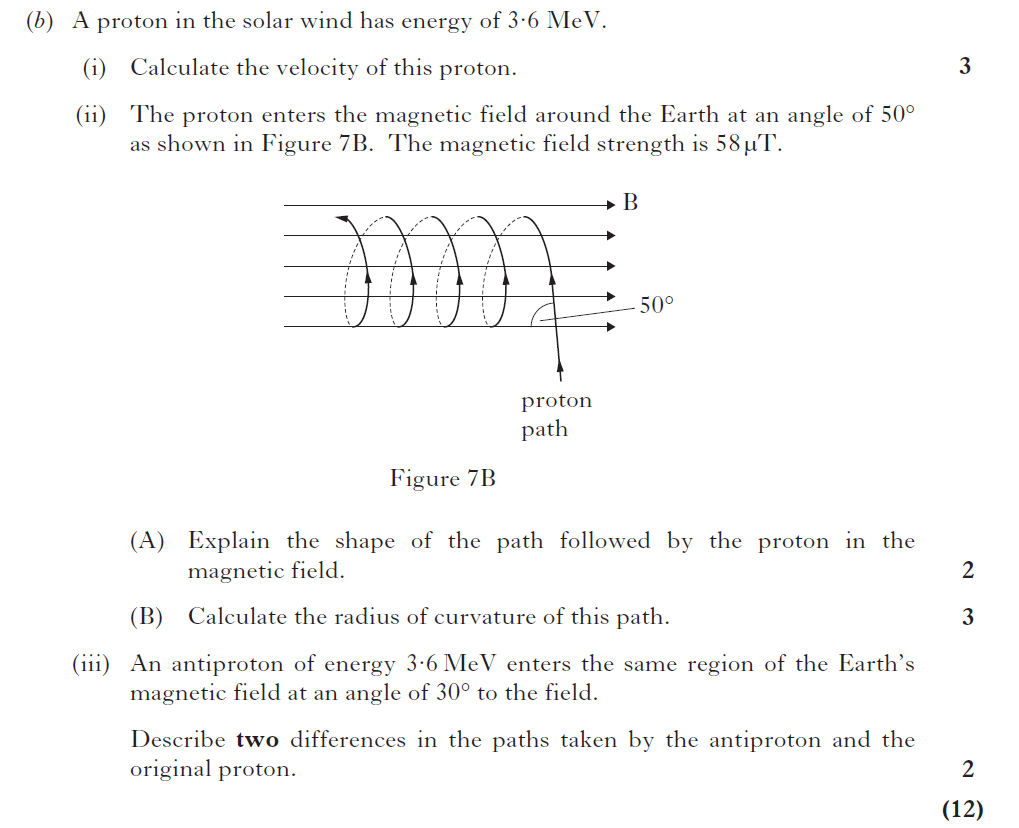 (b) A proton in the solar wind has energy of 3·6 MeV.
(i) Calculate the velocity of this proton. 3
(ii) The proton enters the magnetic field around the Earth at an angle of 50°
as shown in Figure 7B. The magnetic field strength is 58 µT.
B
50°
proton
path
Figure 7B
(A) Explain the shape of the path followed by the proton in the
magnetic field. 2
(B) Calculate the radius of curvature of this path. 3
(iii) An antiproton of energy 3·6 MeV enters the same region of the Earth’s
magnetic field at an angle of 30° to the field.
Describe two differences in the paths taken by the antiproton and the
original proton. 2
(12)